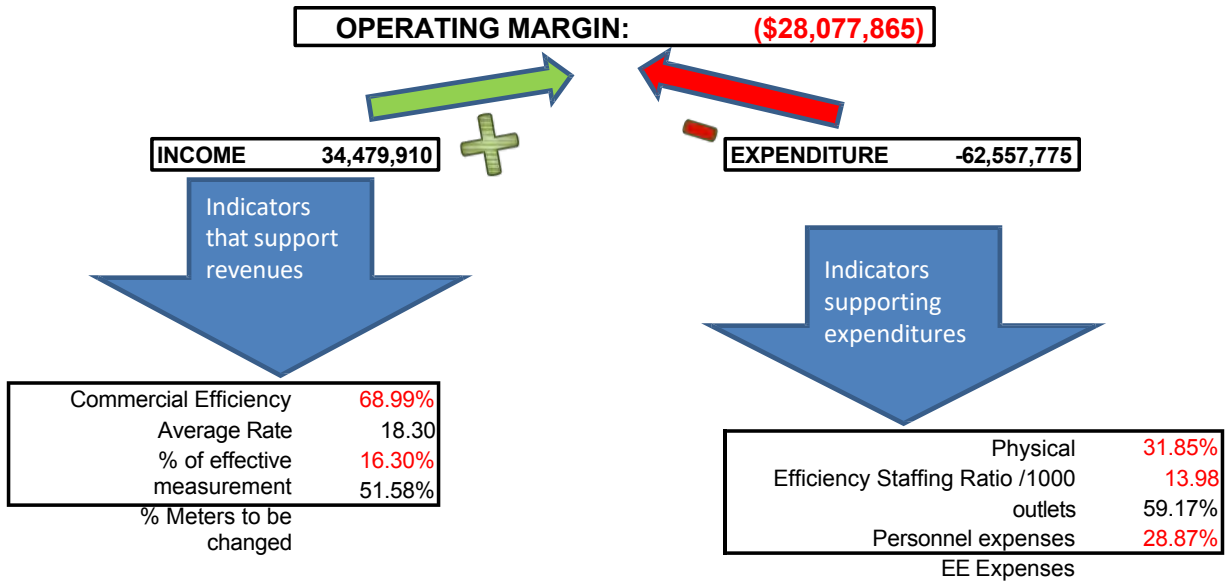 OPERATING MARGIN: ($28,077,865)
INCOME 34,479,910
EXPENDITURE -62,557,775
Indicators
that support
revenues
Indicators
supporting
expenditures
Commercial Efficiency 68.99%
Average Rate 18.30
% of effective 16.30%
measurement 51.58%
% Meters to be
changed
Physical 31.85%
Efficiency Staffing Ratio /1000 13.98
outlets 59.17%
Personnel expenses 28.87%
EE Expenses